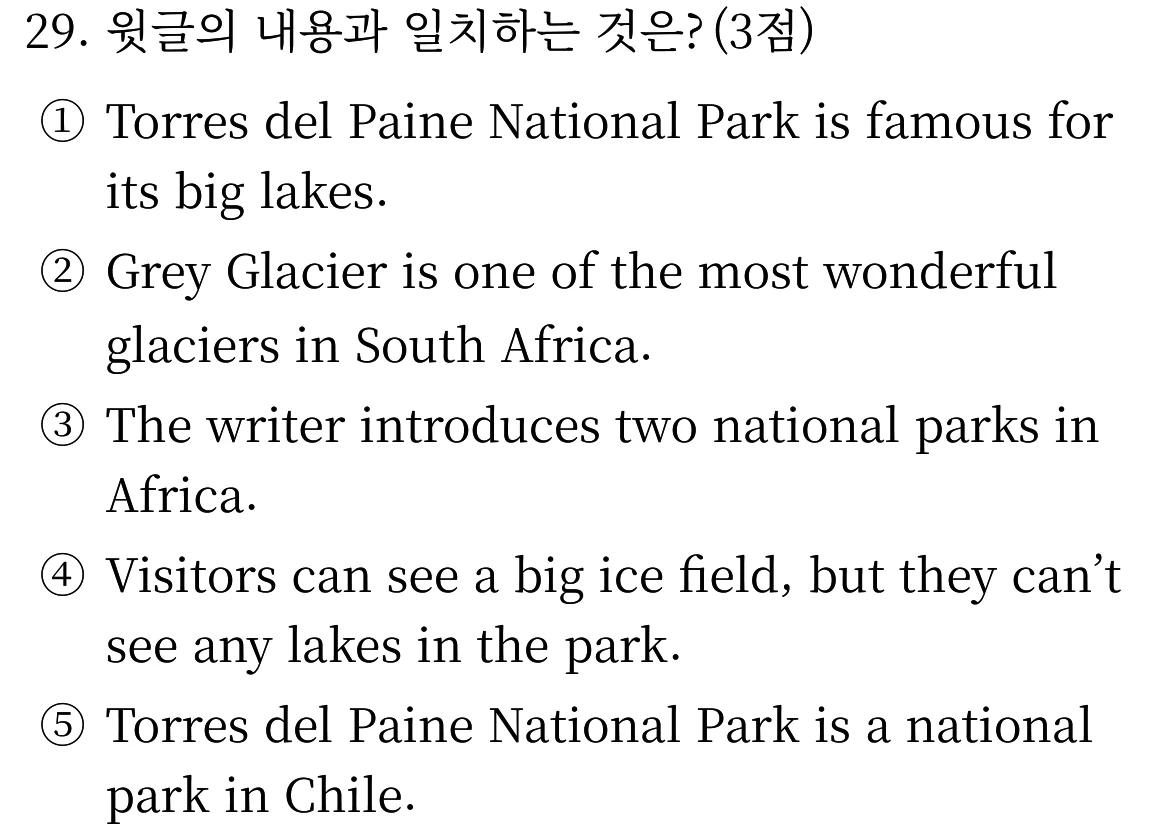 29. 윗글의 내용과 일치하는 것은? (3점)
① Torres del Paine National Park is famous for
its big lakes.
② Grey Glacier is one of the most wonderful
glaciers in South Africa.
③ The writer introduces two national parks in
Africa.
④ Visitors can see a big ice field, but they can’t
see any lakes in the park.
⑤ Torres del Paine National Park is a national
park in Chile.